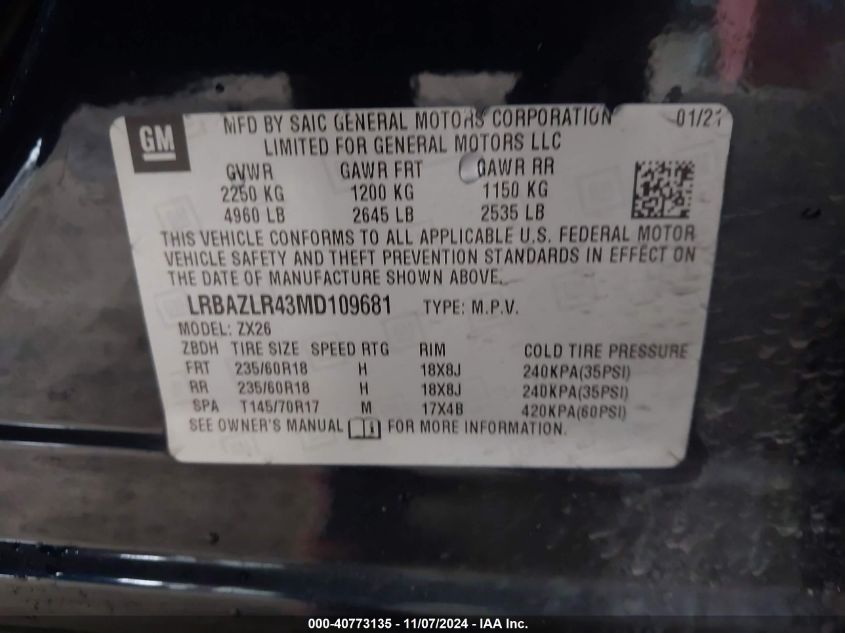 GM
MFD BY SAIC GENERAL MOTORS CORPORATION 01/21
LIMITED FOR GENERAL MOTORS LLC
GVWR GAWR FRT GAWR RR
2250 KG 1200 KG 1150 KG
4960 LB 2645 LB 2535 LB
THIS VEHICLE CONFORMS TO ALL APPLICABLE U.S. FEDERAL MOTOR
VEHICLE SAFETY AND THEFT PREVENTION STANDARDS IN EFFECT ON
THE DATE OF MANUFACTURE SHOWN ABOVE.
LRBAZLR43MD109681 TYPE: M.P.V.
MODEL: ZX26
ZBDH TIRE SIZE SPEED RTG RIM COLD TIRE PRESSURE
FRT 235/60R18 H 18X8J 240KPA(35PSI)
RR 235/60R18 H 18X8J 240KPA(35PSI)
SPA T145/70R17 M 17X4B 420KPA(60PSI)
SEE OWNER'S MANUAL FOR MORE INFORMATION.
000-40773135 - 11/07/2024 - IAA Inc.